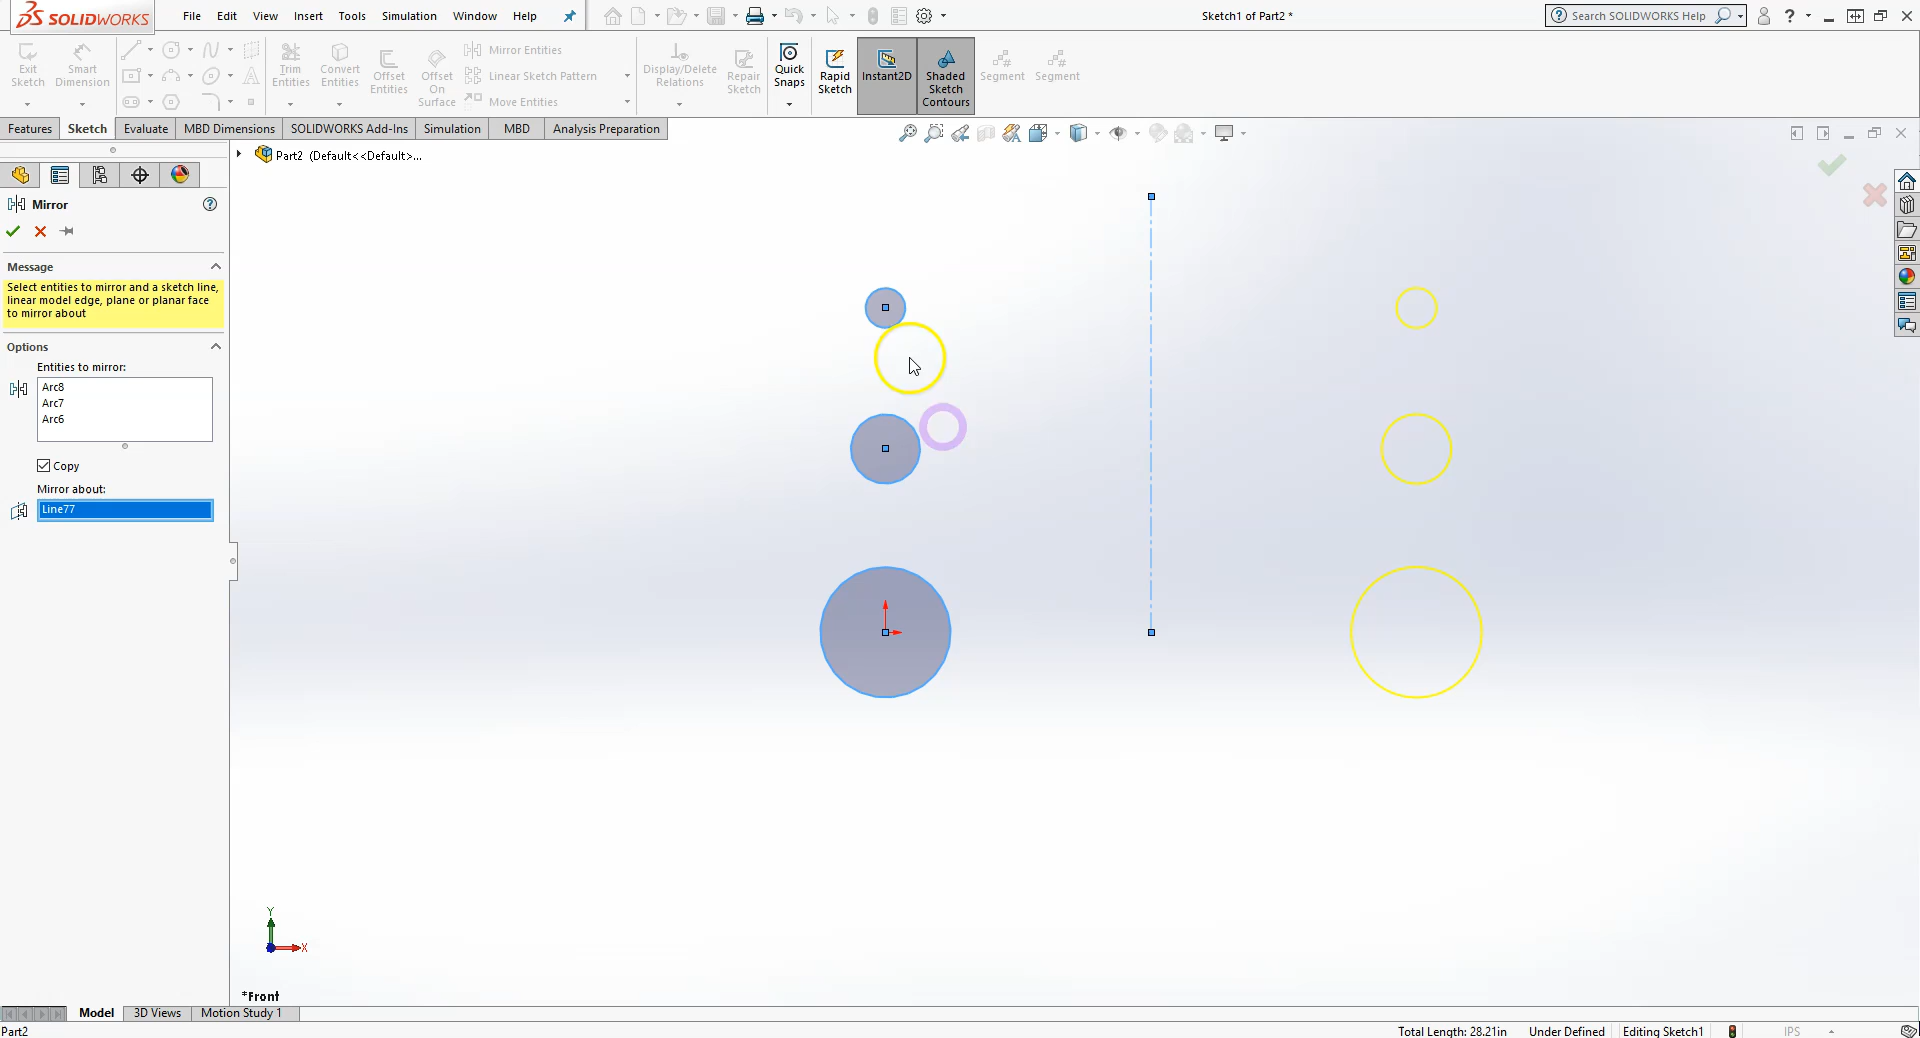 SOLIDWORKS
File Edit View Insert Tools Simulation Window Help
Sketch1 of Part2 *
Search SOLIDWORKS Help
Exit Sketch
Smart Dimension
Trim Entities
Convert Entities
Offset Entities
Offset On Surface
Mirror Entities
Linear Sketch Pattern
Move Entities
Display/Delete Relations
Repair Sketch
Quick Snaps
Rapid Sketch
Instant2D
Shaded Sketch Contours
Segment
Segment
Features Sketch Evaluate MBD Dimensions SOLIDWORKS Add-Ins Simulation MBD Analysis Preparation
Part2 (Default<<Default>...
Mirror
Message
Select entities to mirror and a sketch line,
linear model edge, plane or planar face
to mirror about
Options
Entities to mirror:
Arc8
Arc7
Arc6
Copy
Mirror about:
Line77
Y
X
*Front
Model 3D Views Motion Study 1
Part2
Total Length: 28.21in Under Defined Editing Sketch1 IPS